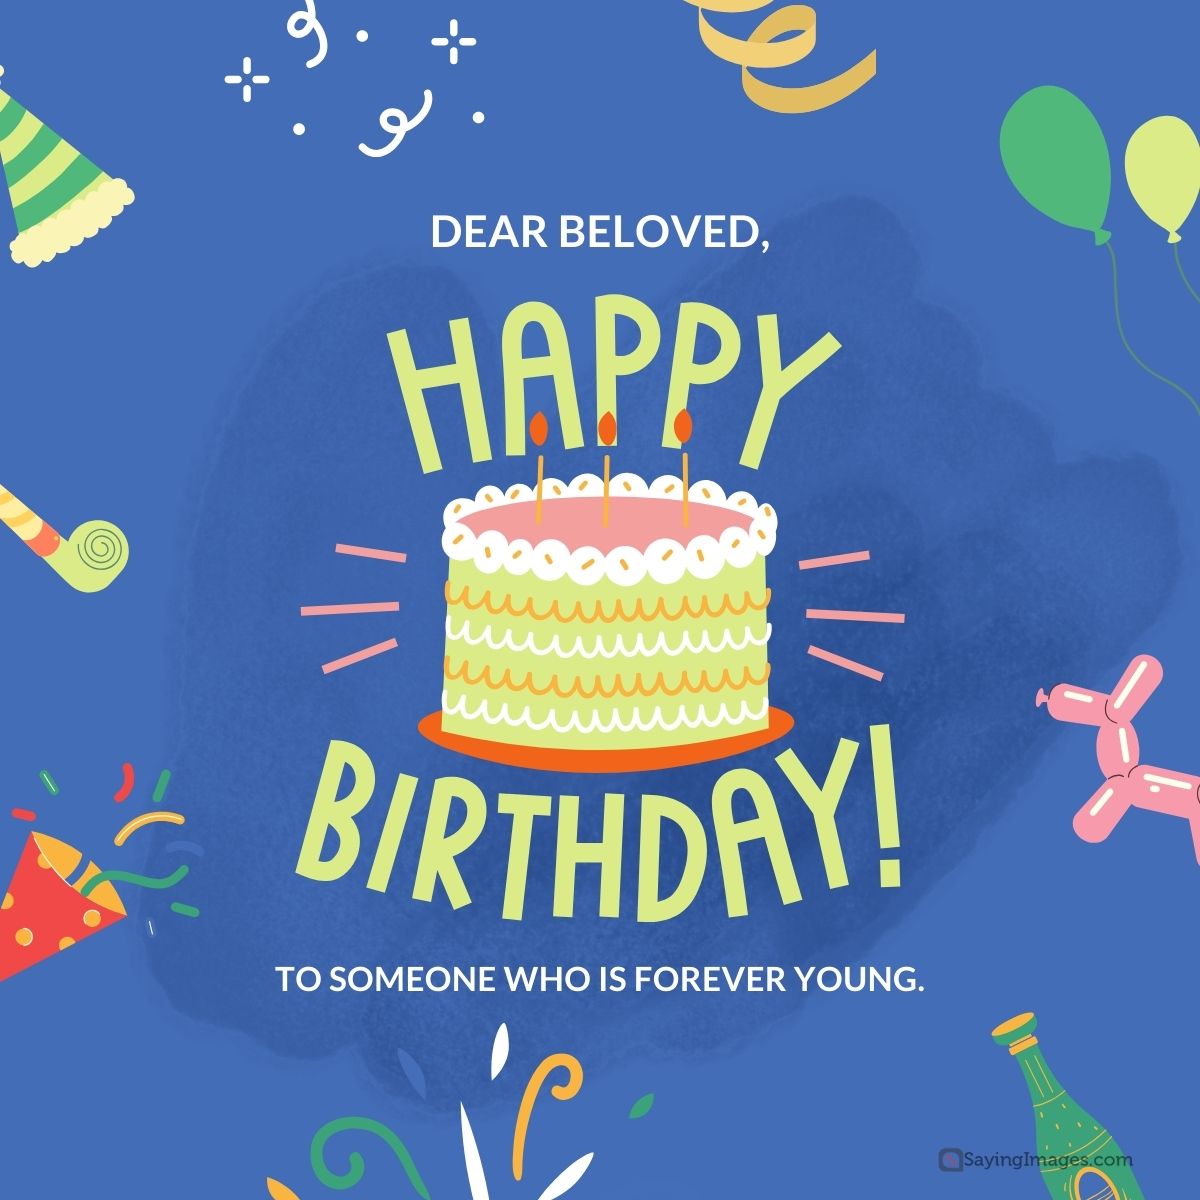 DEAR BELOVED,
HAPPY
BIRTHDAY!
TO SOMEONE WHO IS FOREVER YOUNG.
SayingImages.com